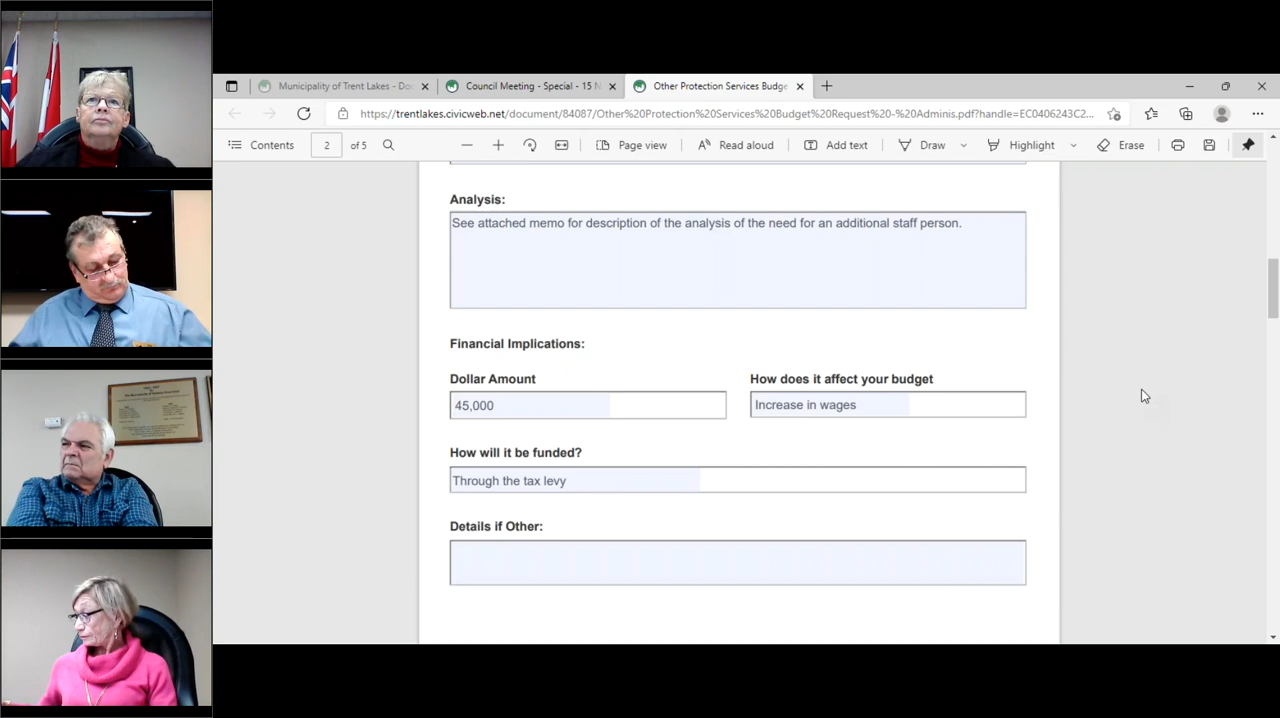 Municipality of Trent Lakes - Doc
Council Meeting - Special - 15 N
Other Protection Services Budge
https://trentlakes.civicweb.net/document/84087/Other%20Protection%20Services%20Budget%20Request%20-%20Adminis.pdf?handle=EC0406243C2...
Contents
2 of 5
Page view
Read aloud
Add text
Draw
Highlight
Erase
Analysis:
See attached memo for description of the analysis of the need for an additional staff person.
Financial Implications:
Dollar Amount
How does it affect your budget
45,000
Increase in wages
How will it be funded?
Through the tax levy
Details if Other: